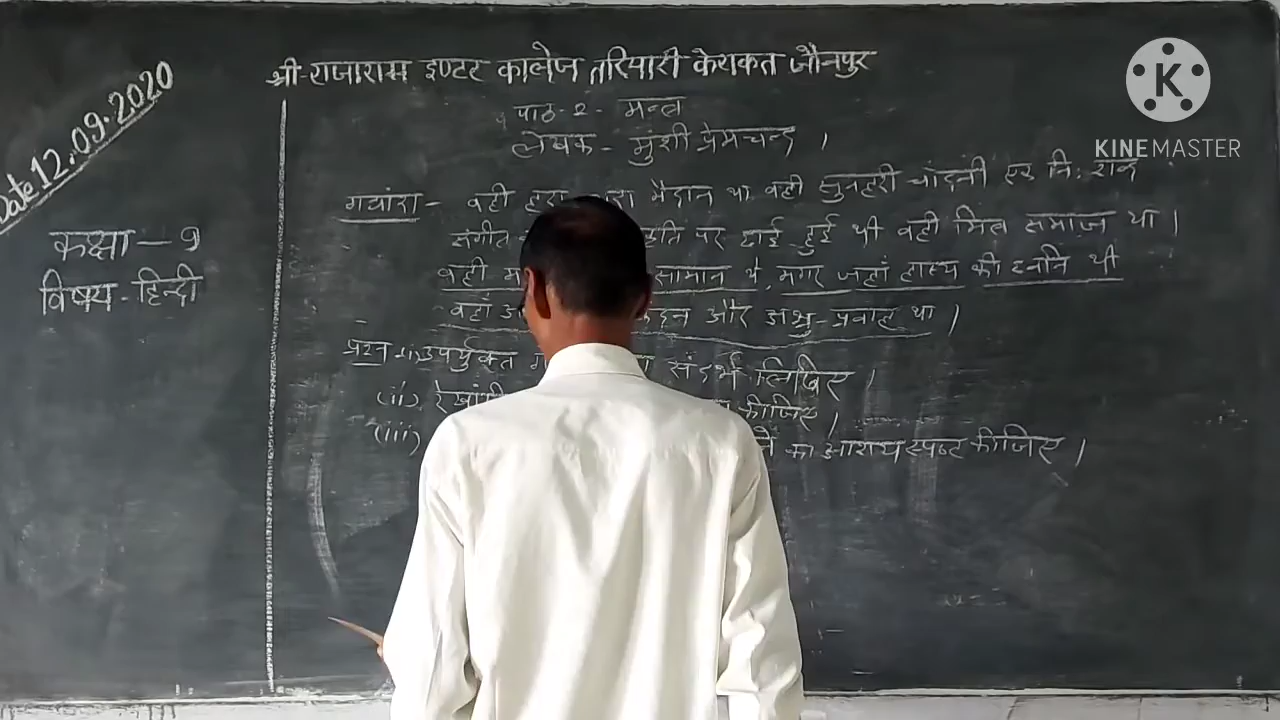 Date 12.09.2020
कक्षा - 9
विषय - हिन्दी
श्री राजाराम इण्टर कालेज तरियारी केराकत जौनपुर
पाठ-2 - मन्त्र
लेखक - मुंशी प्रेमचन्द ।
गद्यांश - वही हरा मैदान था वही सुनहरी चाँदनी एक नि: शब्द
संगीत पर छाई हुई थी वही मित्र समाज था ।
वही सामान थे, मगर जहाँ हास्य की ध्वनि थी
वहाँ और अश्रु-प्रवाह था ।
प्रश्न-(i) उपर्युक्त संदर्भ लिखिए ।
(ii) कीजिए ।
(iii) का आशय स्पष्ट कीजिए ।
KINEMASTER